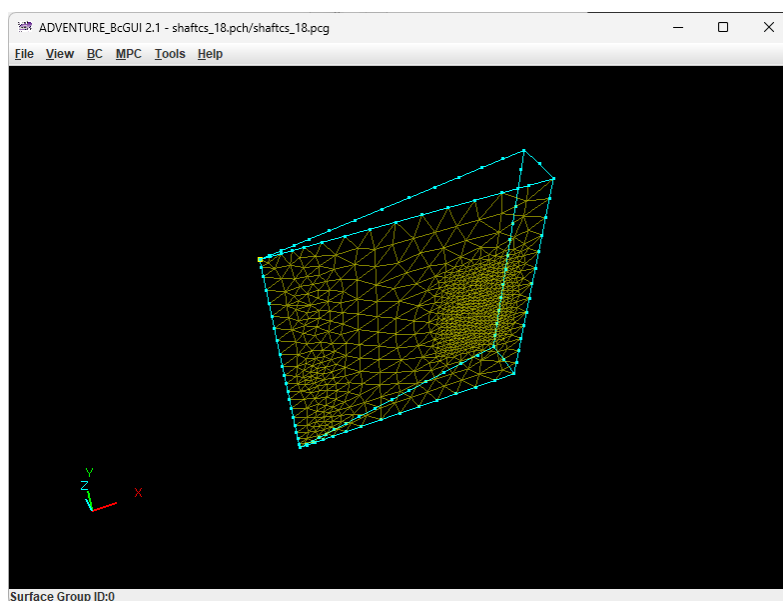 ADVENTURE_BcGUI 2.1 - shaftcs_18.pch/shaftcs_18.pcg
File View BC MPC Tools Help
Y
Z
X
Surface Group ID:0